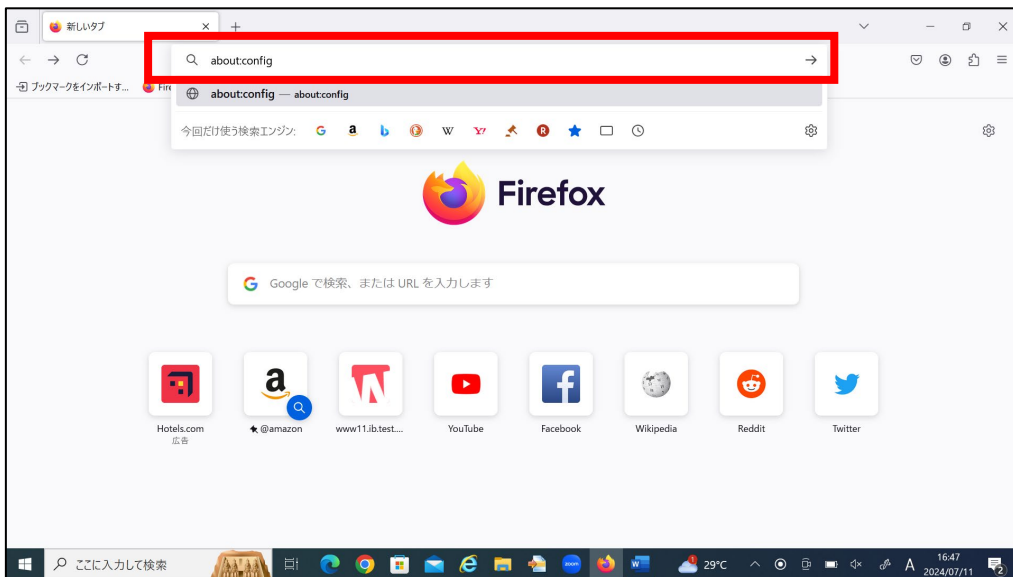 新しいタブ
about:config
ブックマークをインポートす...
Fire
about:config — about:config
今回だけ使う検索エンジン:
Firefox
Google で検索、または URL を入力します
Hotels.com
広告
@amazon
www11.ib.test....
YouTube
Facebook
Wikipedia
Reddit
Twitter
ここに入力して検索
29°C
A
16:47
2024/07/11
2